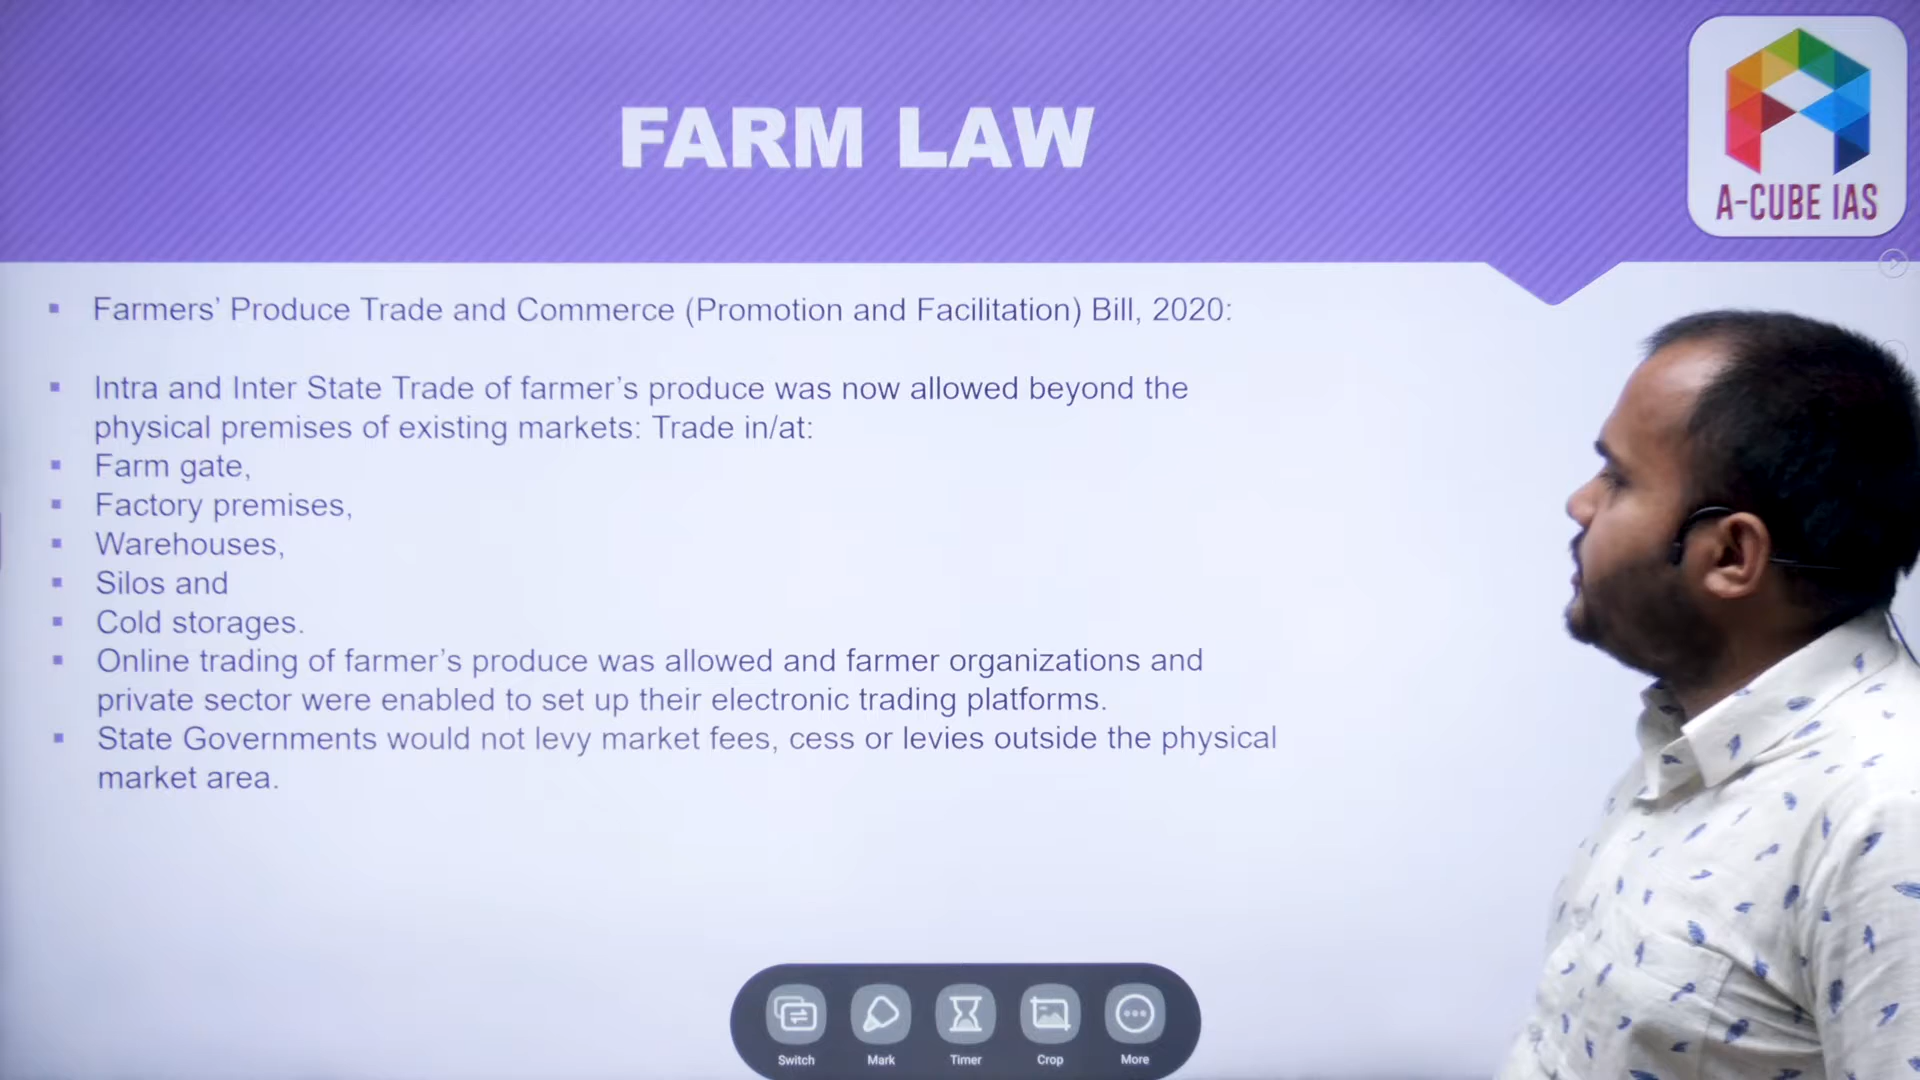 FARM LAW
A-CUBE IAS
Farmers’ Produce Trade and Commerce (Promotion and Facilitation) Bill, 2020:
Intra and Inter State Trade of farmer’s produce was now allowed beyond the
physical premises of existing markets: Trade in/at:
Farm gate,
Factory premises,
Warehouses,
Silos and
Cold storages.
Online trading of farmer’s produce was allowed and farmer organizations and
private sector were enabled to set up their electronic trading platforms.
State Governments would not levy market fees, cess or levies outside the physical
market area.
Switch Mark Timer Crop More